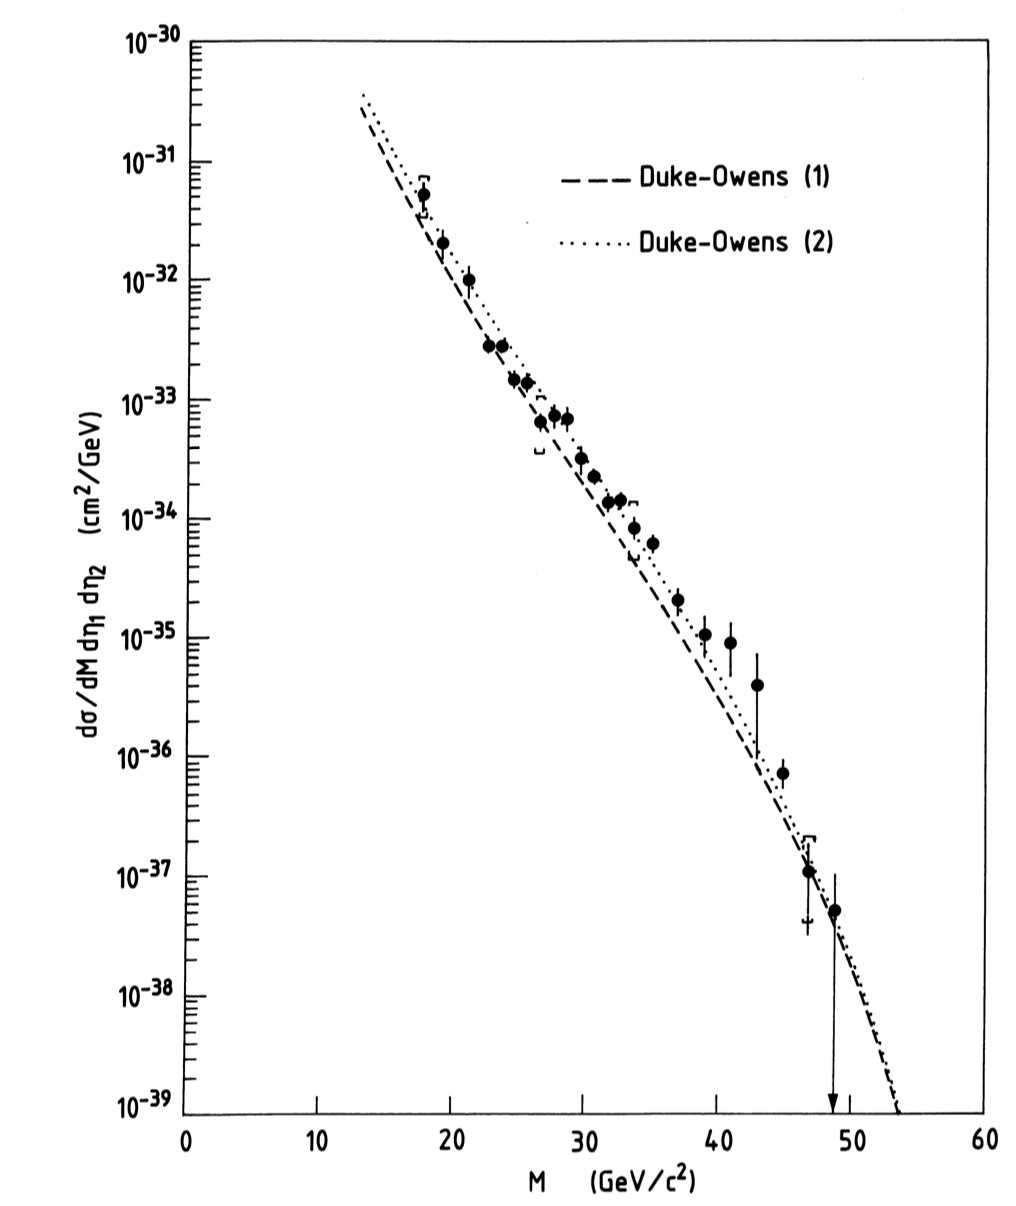 10⁻³⁰
10⁻³¹
10⁻³²
10⁻³³
10⁻³⁴
10⁻³⁵
10⁻³⁶
10⁻³⁷
10⁻³⁸
10⁻³⁹
dσ/dM dη₁ dη₂ (cm²/GeV)
Duke-Owens (1)
Duke-Owens (2)
0 10 20 30 40 50 60
M (GeV/c²)